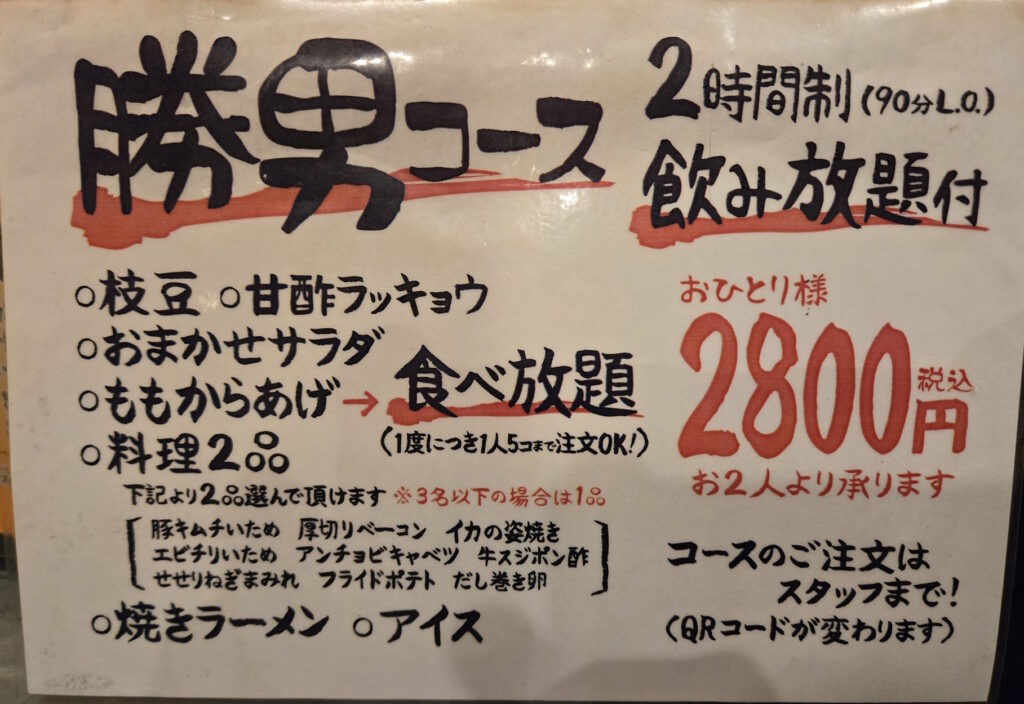 勝男コース
2時間制(90分L.O.)
飲み放題付
○枝豆 ○甘酢ラッキョウ
○おまかせサラダ
○ももからあげ→食べ放題
(1度につき1人5コまで注文OK!)
○料理2品
下記より2品選んで頂けます ※3名以下の場合は1品
豚キムチいため 厚切りベーコン イカの姿焼き
エビチリいため アンチョビキャベツ 牛スジポン酢
せせりねぎまみれ フライドポテト だし巻き卵
○焼きラーメン ○アイス
おひとり様
2800円税込
お2人より承ります
コースのご注文は
スタッフまで!
(QRコードが変わります)